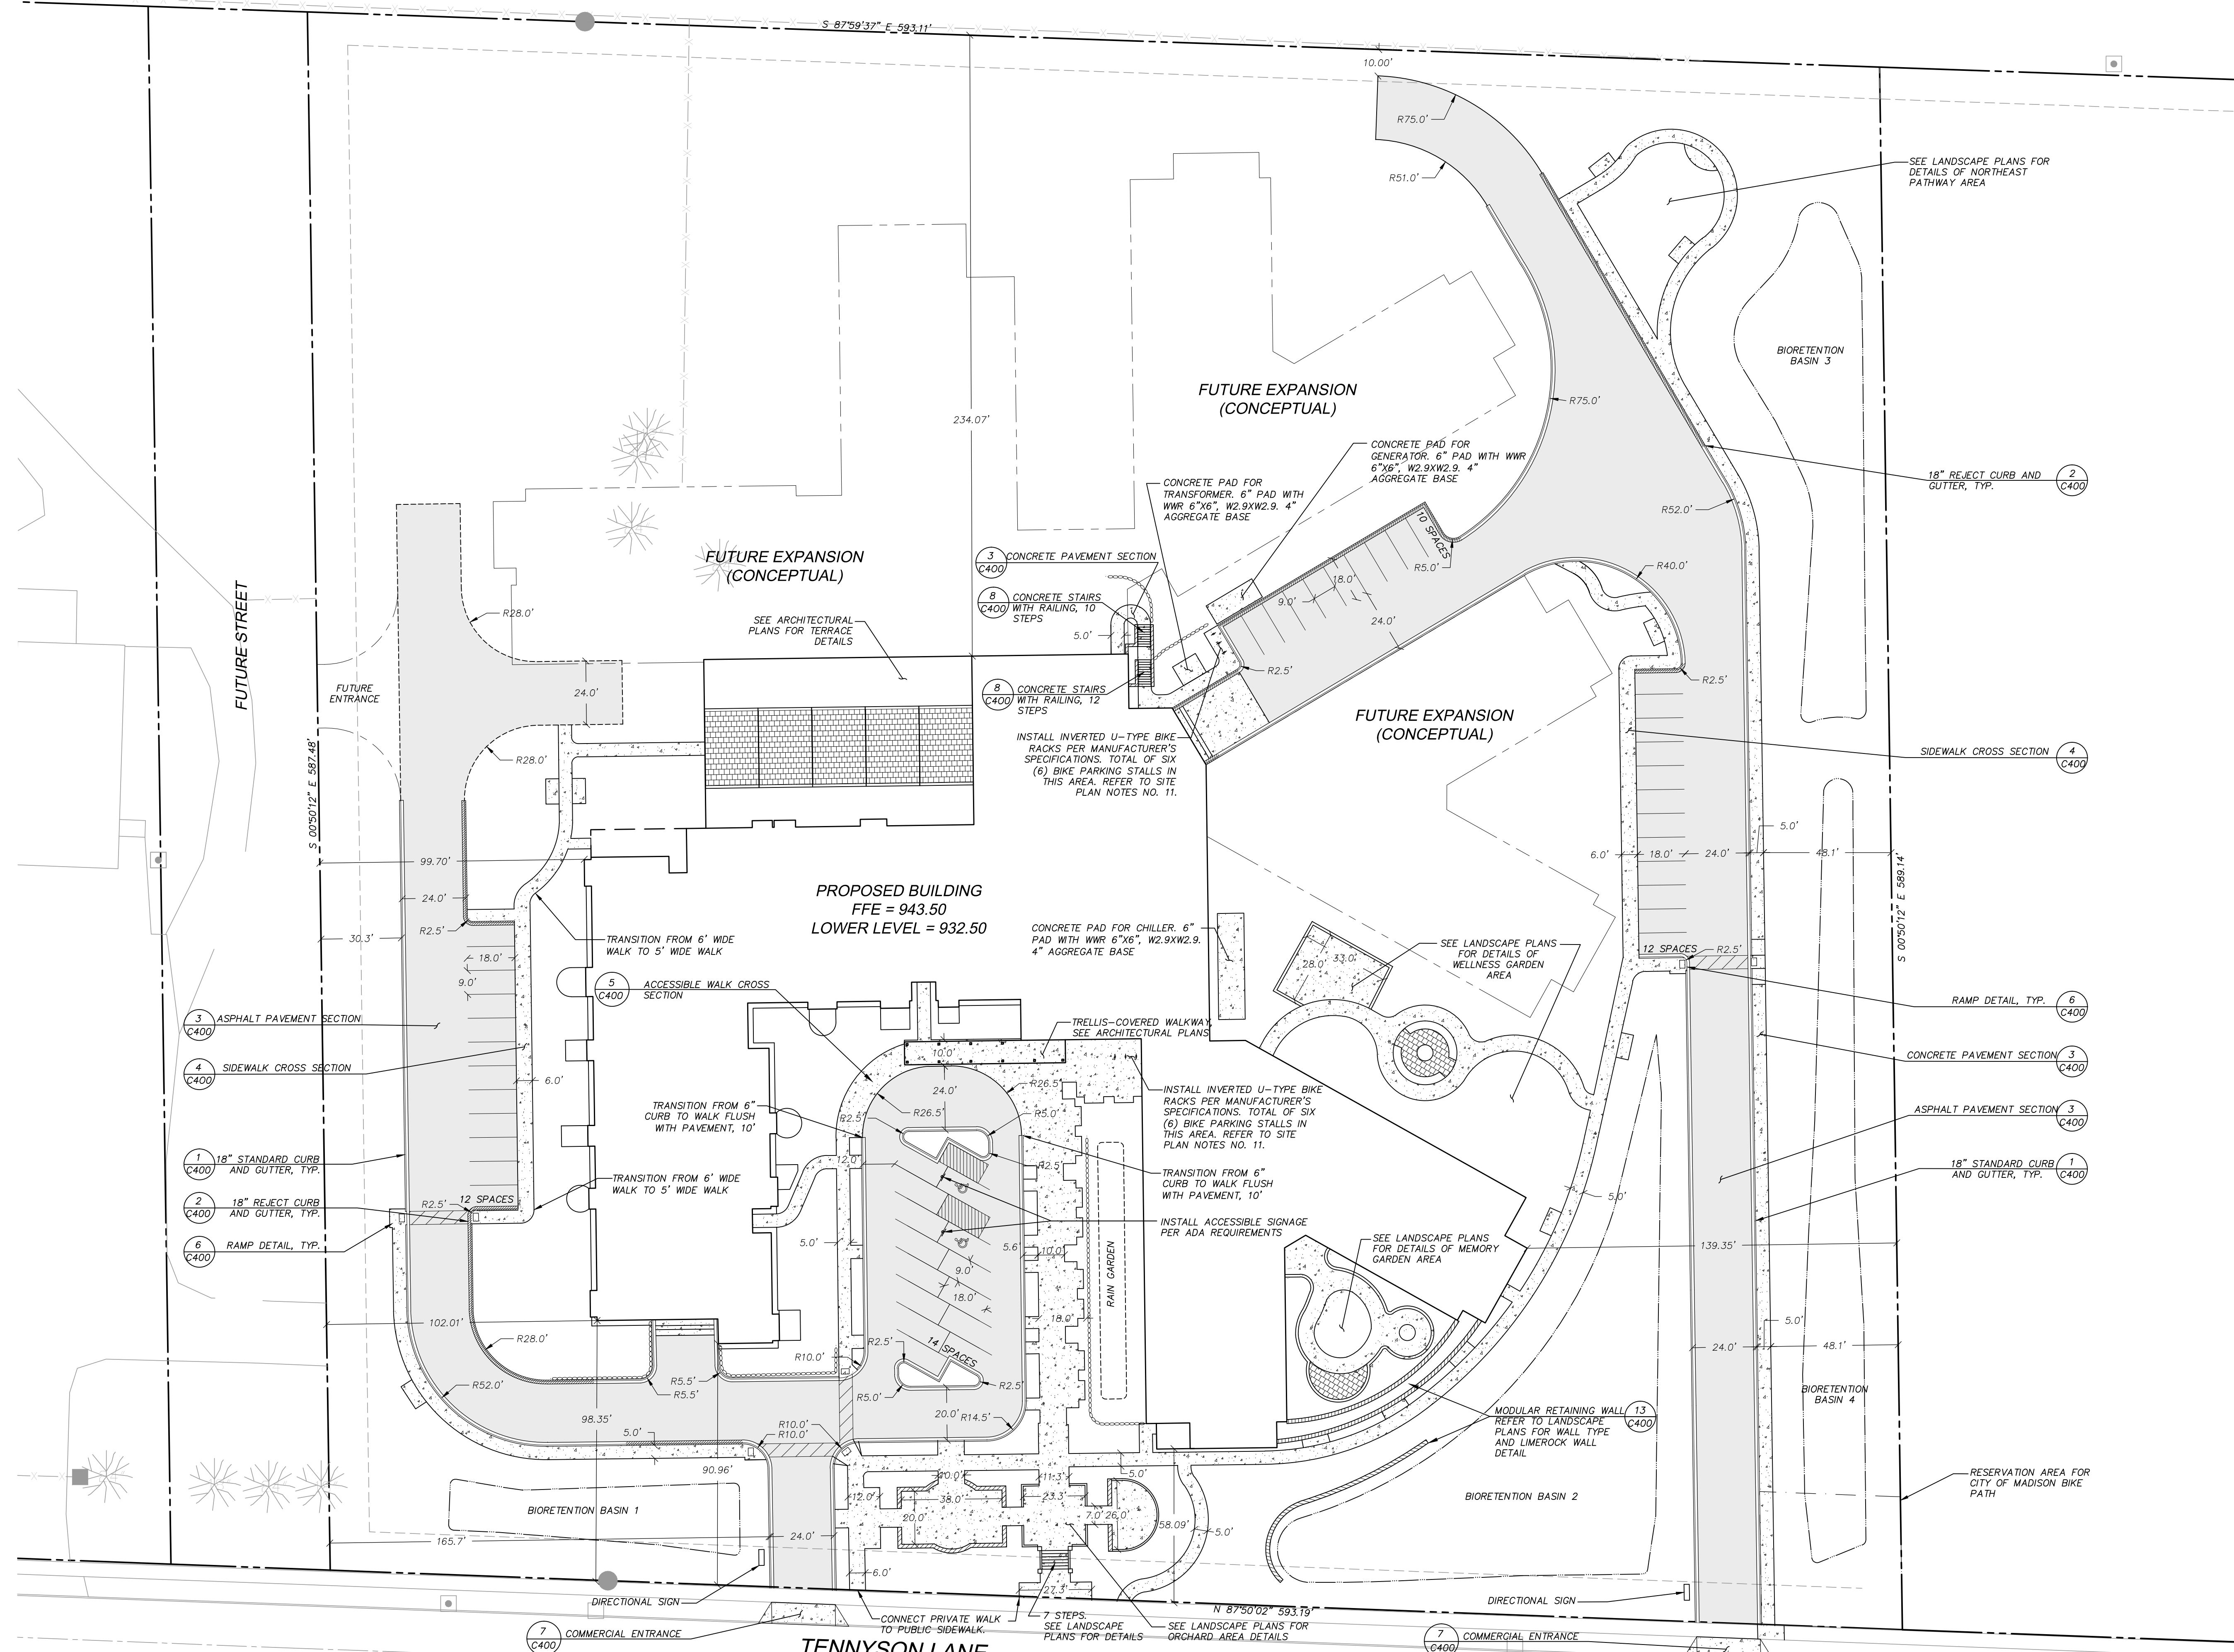 S 87°59'37" E 593.11'
10.00'
R75.0'
R51.0'
SEE LANDSCAPE PLANS FOR
DETAILS OF NORTHEAST
PATHWAY AREA
BIORETENTION
BASIN 3
234.07'
FUTURE EXPANSION
(CONCEPTUAL)
R75.0'
CONCRETE PAD FOR
GENERATOR. 6" PAD WITH WWR
6"X6", W2.9XW2.9. 4"
AGGREGATE BASE
CONCRETE PAD FOR
TRANSFORMER. 6" PAD WITH
WWR 6"X6", W2.9XW2.9. 4"
AGGREGATE BASE
18" REJECT CURB AND
GUTTER, TYP.
2
C400
R52.0'
10 SPACES
R5.0'
R40.0'
18.0'
9.0'
24.0'
FUTURE EXPANSION
(CONCEPTUAL)
3
C400
CONCRETE PAVEMENT SECTION
8
C400
CONCRETE STAIRS
WITH RAILING, 10
STEPS
5.0'
R28.0'
SEE ARCHITECTURAL
PLANS FOR TERRACE
DETAILS
FUTURE STREET
FUTURE
ENTRANCE
24.0'
8
C400
CONCRETE STAIRS
WITH RAILING, 12
STEPS
R2.5'
R2.5'
FUTURE EXPANSION
(CONCEPTUAL)
INSTALL INVERTED U-TYPE BIKE
RACKS PER MANUFACTURER'S
SPECIFICATIONS. TOTAL OF SIX
(6) BIKE PARKING STALLS IN
THIS AREA. REFER TO SITE
PLAN NOTES NO. 11.
R28.0'
S 00°50'12" E 587.48'
SIDEWALK CROSS SECTION
4
C400
5.0'
6.0'
18.0'
24.0'
48.1'
S 00°50'12" E 589.14'
99.70'
24.0'
R2.5'
30.3'
18.0'
9.0'
TRANSITION FROM 6' WIDE
WALK TO 5' WIDE WALK
PROPOSED BUILDING
FFE = 943.50
LOWER LEVEL = 932.50
CONCRETE PAD FOR CHILLER. 6"
PAD WITH WWR 6"X6", W2.9XW2.9.
4" AGGREGATE BASE
28.0'
33.0'
SEE LANDSCAPE PLANS
FOR DETAILS OF
WELLNESS GARDEN
AREA
12 SPACES
R2.5'
5
C400
ACCESSIBLE WALK CROSS
SECTION
RAMP DETAIL, TYP.
6
C400
3
C400
ASPHALT PAVEMENT SECTION
4
C400
SIDEWALK CROSS SECTION
6.0'
TRELLIS-COVERED WALKWAY,
SEE ARCHITECTURAL PLANS
10.0'
24.0'
R26.5'
R26.5'
R2.5'
R5.0'
R2.5'
12.0'
CONCRETE PAVEMENT SECTION
3
C400
ASPHALT PAVEMENT SECTION
3
C400
18" STANDARD CURB
AND GUTTER, TYP.
1
C400
TRANSITION FROM 6"
CURB TO WALK FLUSH
WITH PAVEMENT, 10'
INSTALL INVERTED U-TYPE BIKE
RACKS PER MANUFACTURER'S
SPECIFICATIONS. TOTAL OF SIX
(6) BIKE PARKING STALLS IN
THIS AREA. REFER TO SITE
PLAN NOTES NO. 11.
1
C400
18" STANDARD CURB
AND GUTTER, TYP.
2
C400
18" REJECT CURB
AND GUTTER, TYP.
6
C400
RAMP DETAIL, TYP.
R2.5'
12 SPACES
TRANSITION FROM 6' WIDE
WALK TO 5' WIDE WALK
TRANSITION FROM 6"
CURB TO WALK FLUSH
WITH PAVEMENT, 10'
INSTALL ACCESSIBLE SIGNAGE
PER ADA REQUIREMENTS
5.0'
5.6'
10.0'
9.0'
18.0'
18.0'
RAIN GARDEN
SEE LANDSCAPE PLANS
FOR DETAILS OF MEMORY
GARDEN AREA
5.0'
139.35'
5.0'
24.0'
48.1'
102.01'
R28.0'
R52.0'
R5.5'
R5.5'
R10.0'
R2.5'
14 SPACES
R5.0'
R2.5'
20.0'
R14.5'
98.35'
5.0'
R10.0'
R10.0'
90.96'
BIORETENTION
BASIN 4
MODULAR RETAINING WALL
REFER TO LANDSCAPE
PLANS FOR WALL TYPE
AND LIMEROCK WALL
DETAIL
13
C400
RESERVATION AREA FOR
CITY OF MADISON BIKE
PATH
BIORETENTION BASIN 1
BIORETENTION BASIN 2
10.0'
11.3'
5.0'
12.0'
38.0'
23.3'
20.0'
7.0'
26.0'
58.09'
5.0'
165.7'
24.0'
6.0'
27.3'
DIRECTIONAL SIGN
DIRECTIONAL SIGN
N 87°50'02" 593.19'
CONNECT PRIVATE WALK
TO PUBLIC SIDEWALK.
7 STEPS.
SEE LANDSCAPE
PLANS FOR DETAILS
SEE LANDSCAPE PLANS FOR
ORCHARD AREA DETAILS
7
C400
COMMERCIAL ENTRANCE
7
C400
COMMERCIAL ENTRANCE
TENNYSON LANE